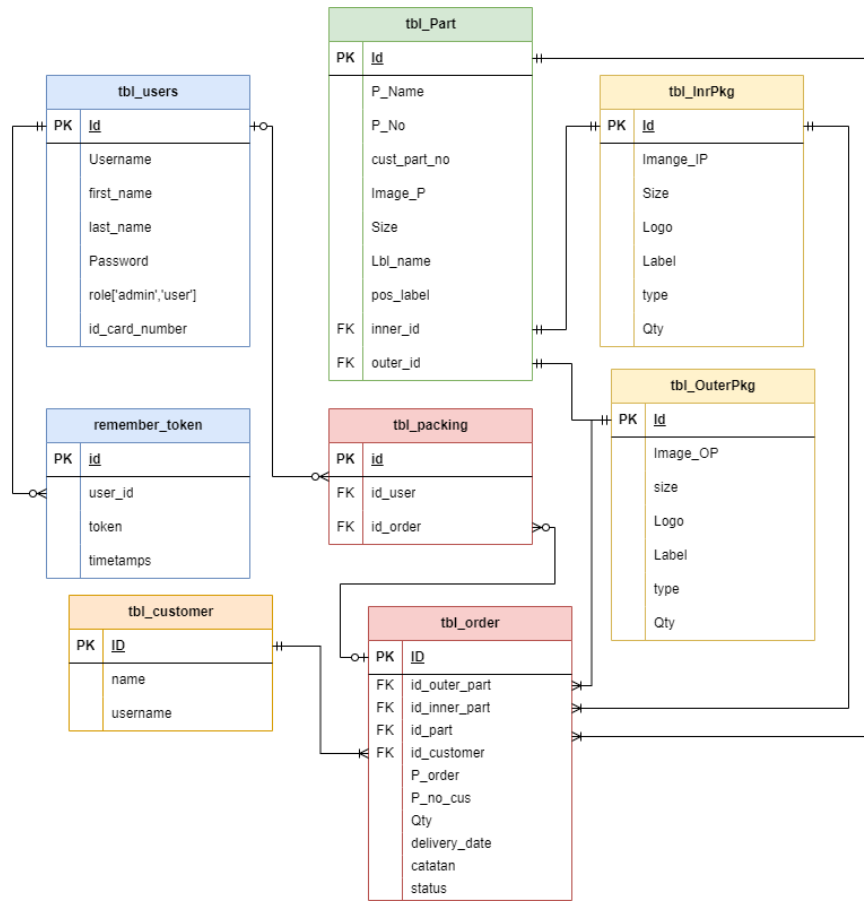 tbl_Part
PK Id
P_Name
P_No
cust_part_no
Image_P
Size
Lbl_name
pos_label
FK inner_id
FK outer_id
tbl_users
PK Id
Username
first_name
last_name
Password
role['admin','user']
id_card_number
tbl_InrPkg
PK Id
Imange_IP
Size
Logo
Label
type
Qty
tbl_OuterPkg
PK Id
Image_OP
size
Logo
Label
type
Qty
remember_token
PK id
user_id
token
timetamps
tbl_packing
PK id
FK id_user
FK id_order
tbl_customer
PK ID
name
username
tbl_order
PK ID
FK id_outer_part
FK id_inner_part
FK id_part
FK id_customer
P_order
P_no_cus
Qty
delivery_date
catatan
status